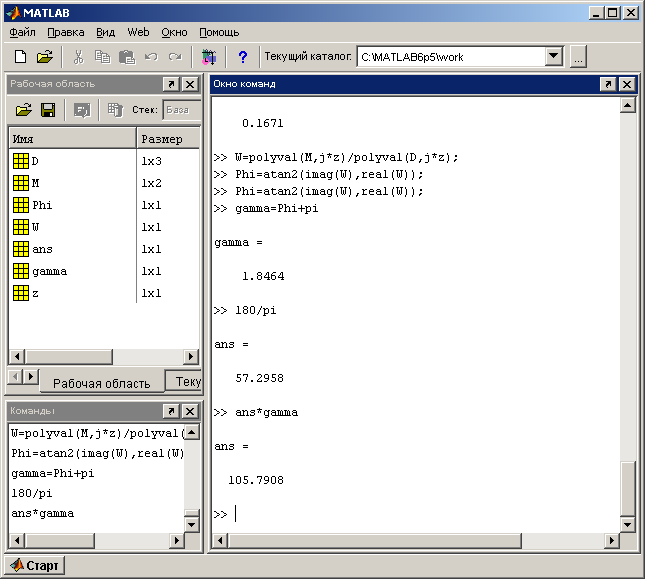 MATLAB
Файл Правка Вид Web Окно Помощь
Текущий каталог: C:\MATLAB6p5\work ...
Рабочая область
Стек: База
Имя Размер
D 1x3
M 1x2
Phi 1x1
W 1x1
ans 1x1
gamma 1x1
z 1x1
Рабочая область Теку
Команды
W=polyval(M,j*z)/polyval(
Phi=atan2(imag(W),real(W)
gamma=Phi+pi
180/pi
ans*gamma
Окно команд
0.1671
>> W=polyval(M,j*z)/polyval(D,j*z);
>> Phi=atan2(imag(W),real(W));
>> Phi=atan2(imag(W),real(W));
>> gamma=Phi+pi
gamma =
1.8464
>> 180/pi
ans =
57.2958
>> ans*gamma
ans =
105.7908
>>
Старт